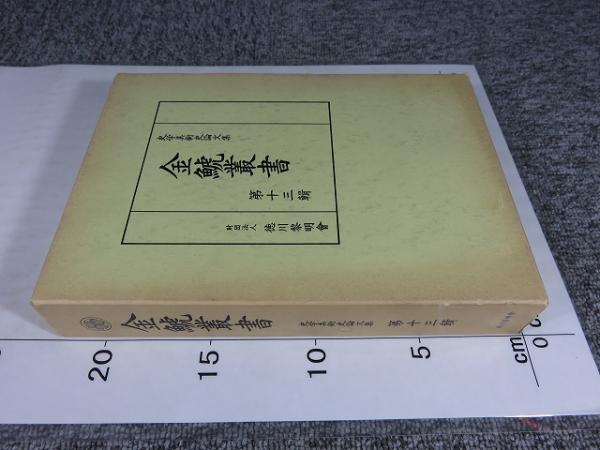 史学美術史論文集
金鯱叢書
第十三輯
財団法人 徳川黎明會
金鯱叢書 史学美術史論文集 第十三輯
20 15 10 5 0
cm